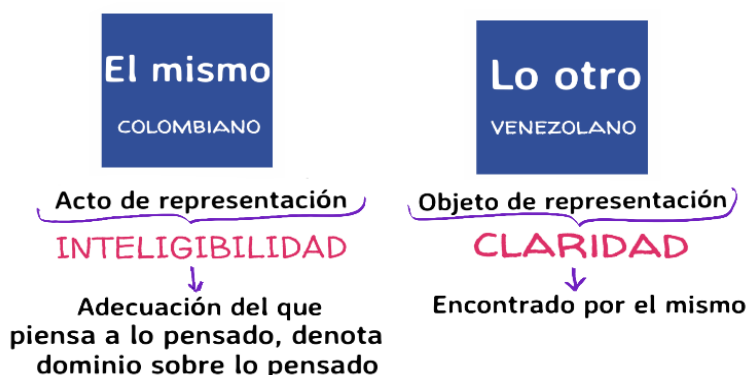 El mismo
COLOMBIANO
Acto de representación
INTELIGIBILIDAD
Adecuación del que
piensa a lo pensado, denota
dominio sobre lo pensado
Lo otro
VENEZOLANO
Objeto de representación
CLARIDAD
Encontrado por el mismo